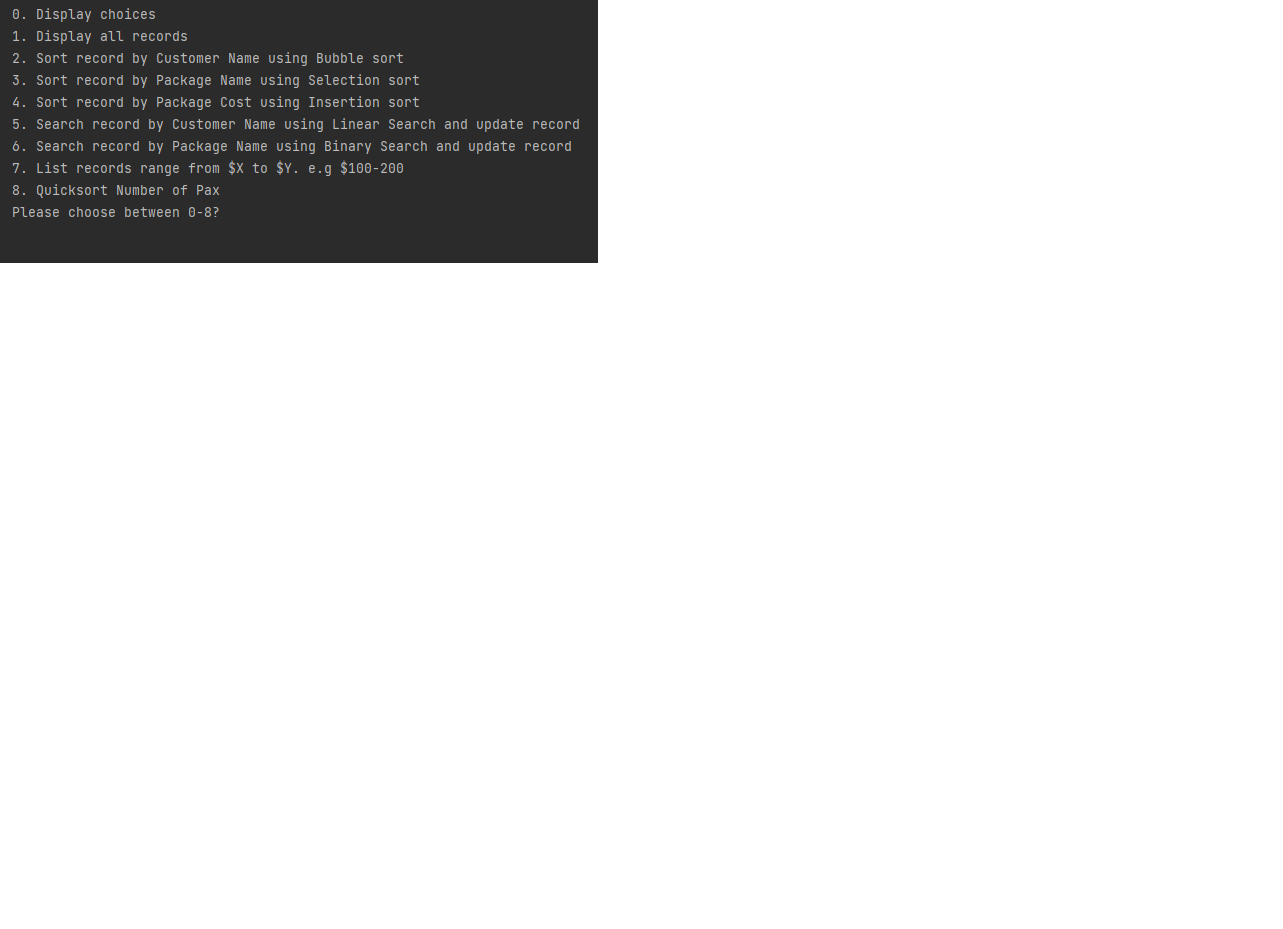 0. Display choices
1. Display all records
2. Sort record by Customer Name using Bubble sort
3. Sort record by Package Name using Selection sort
4. Sort record by Package Cost using Insertion sort
5. Search record by Customer Name using Linear Search and update record
6. Search record by Package Name using Binary Search and update record
7. List records range from $X to $Y. e.g $100-200
8. Quicksort Number of Pax
Please choose between 0-8?